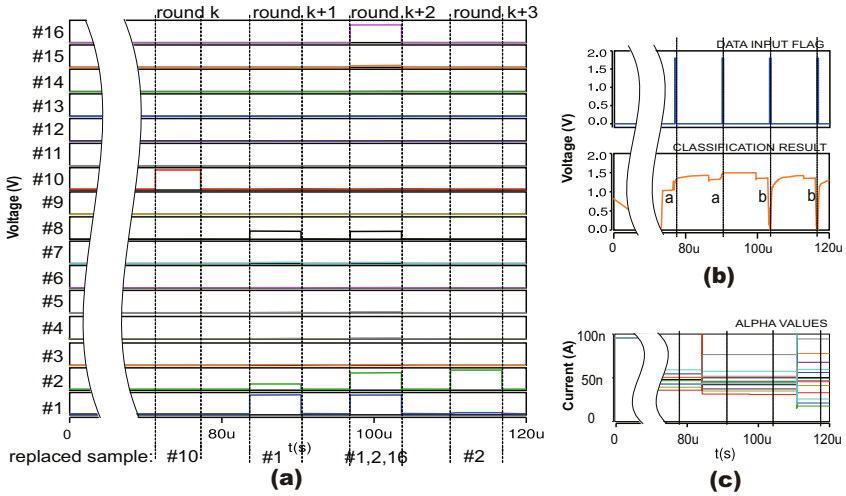 round k round k+1 round k+2 round k+3
#16
#15
#14
#13
#12
#11
#10
#9
#8
#7
#6
#5
#4
#3
#2
#1
Voltage (V)
0 80u 100u 120u
t(s)
replaced sample: #10 #1 #1,2,16 #2
(a)
DATA INPUT FLAG
2.0
1.5
1.0
0.5
0.0
CLASSIFICATION RESULT
2.0
1.5
1.0
0.5
0.0
a a b b
Voltage (V)
0 80u 100u 120u
(b)
ALPHA VALUES
100n
50n
0
Current (A)
0 80u 100u 120u
t(s)
(c)